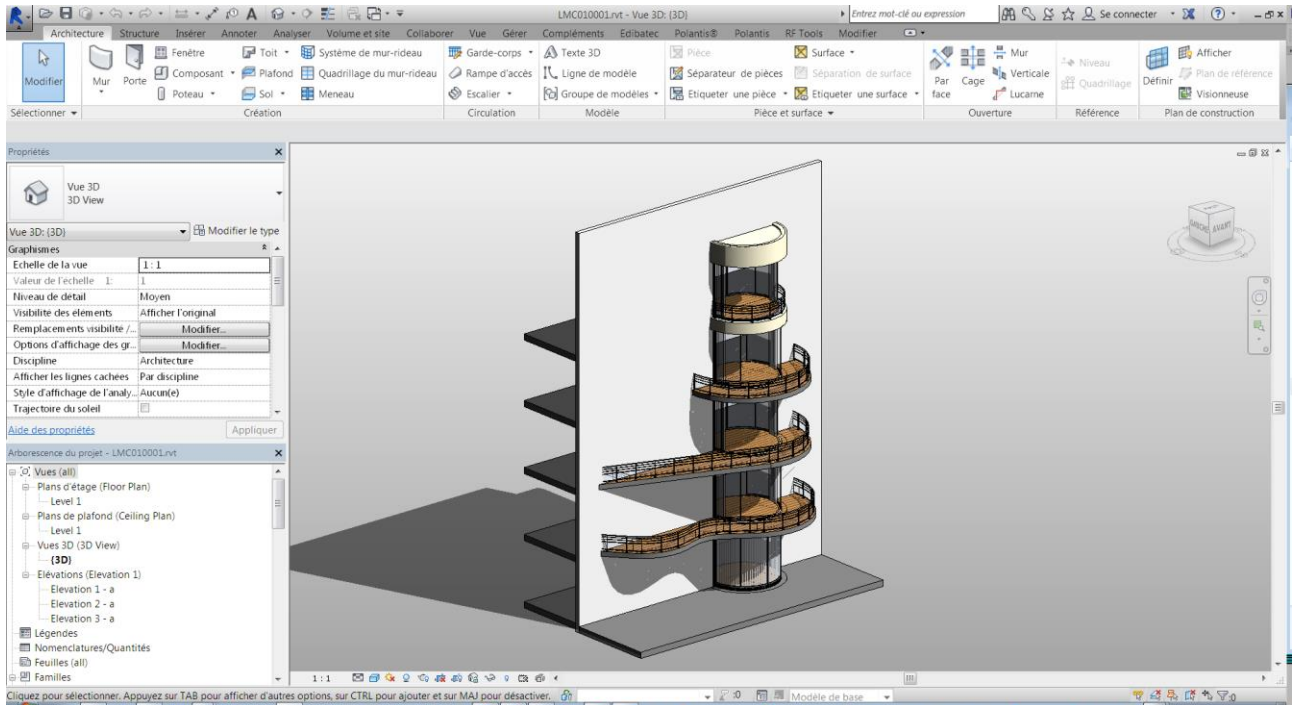 LMC010001.rvt - Vue 3D: {3D} Entrez mot-clé ou expression Se connecter
Architecture Structure Insérer Annoter Analyser Volume et site Collaborer Vue Gérer Compléments Edibatec Polantis® Polantis RF Tools Modifier
Fenêtre Toit Système de mur-rideau Garde-corps Texte 3D Pièce Surface Mur Niveau Afficher
Modifier Mur Porte Composant Plafond Quadrillage du mur-rideau Rampe d'accès Ligne de modèle Séparateur de pièces Séparation de surface Par face Cage Verticale Quadrillage Définir Plan de référence
Poteau Sol Meneau Escalier Groupe de modèles Etiqueter une pièce Etiqueter une surface Lucarne Visionneuse
Sélectionner Création Circulation Modèle Pièce et surface Ouverture Référence Plan de construction
Propriétés
Vue 3D
3D View
Vue 3D: {3D} Modifier le type
Graphismes
Echelle de la vue 1 : 1
Valeur de l'échelle 1: 1
Niveau de détail Moyen
Visibilité des éléments Afficher l'original
Remplacements visibilité /... Modifier...
Options d'affichage des gr... Modifier...
Discipline Architecture
Afficher les lignes cachées Par discipline
Style d'affichage de l'analy... Aucun(e)
Trajectoire du soleil
Aide des propriétés Appliquer
Arborescence du projet - LMC010001.rvt
Vues (all)
Plans d'étage (Floor Plan)
Level 1
Plans de plafond (Ceiling Plan)
Level 1
Vues 3D (3D View)
{3D}
Elévations (Elevation 1)
Elevation 1 - a
Elevation 2 - a
Elevation 3 - a
Légendes
Nomenclatures/Quantités
Feuilles (all)
Familles
GAUCHE AVANT
1 : 1
Cliquez pour sélectionner. Appuyez sur TAB pour afficher d'autres options, sur CTRL pour ajouter et sur MAJ pour désactiver. :0 Modèle de base :0